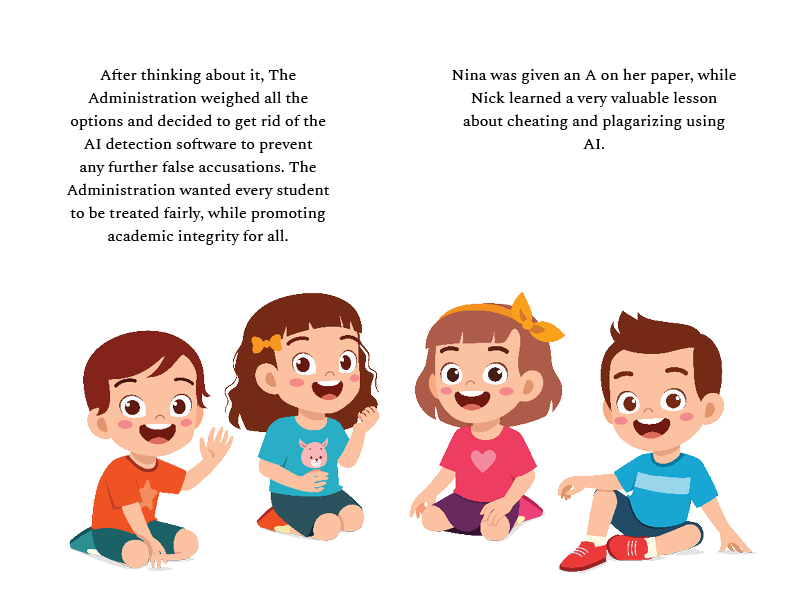 After thinking about it, The
Administration weighed all the
options and decided to get rid of the
AI detection software to prevent
any further false accusations. The
Administration wanted every student
to be treated fairly, while promoting
academic integrity for all.
Nina was given an A on her paper, while
Nick learned a very valuable lesson
about cheating and plagarizing using
AI.